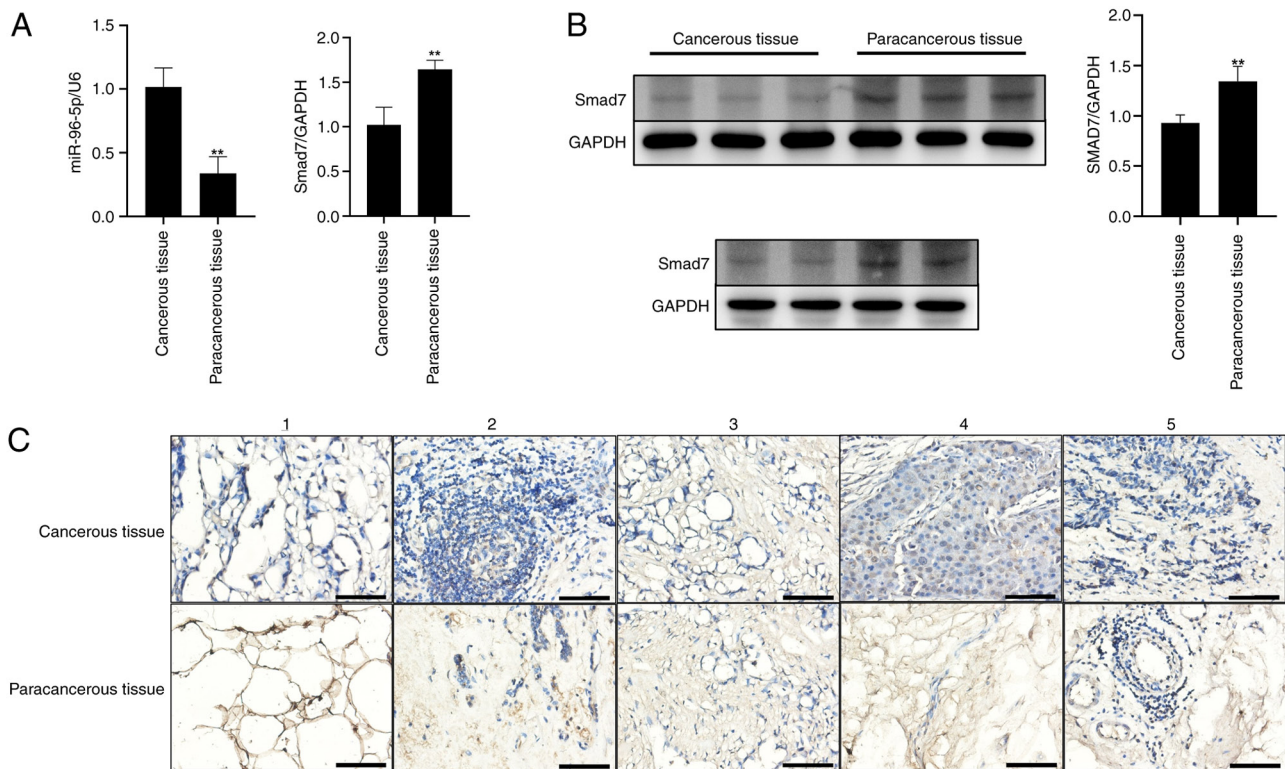 A
miR-96-5p/U6
1.5
1.0
0.5
0.0
Cancerous tissue
Paracancerous tissue
**
Smad7/GAPDH
2.0
1.5
1.0
0.5
0.0
Cancerous tissue
Paracancerous tissue
**
B
Cancerous tissue
Paracancerous tissue
Smad7
GAPDH
Smad7
GAPDH
SMAD7/GAPDH
2.0
1.5
1.0
0.5
0.0
Cancerous tissue
Paracancerous tissue
**
C
1 2 3 4 5
Cancerous tissue
Paracancerous tissue